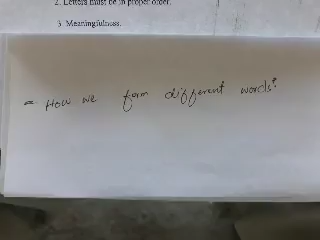 2. Letters must be in proper order.
3. Meaningfulness.
= How we form different words?